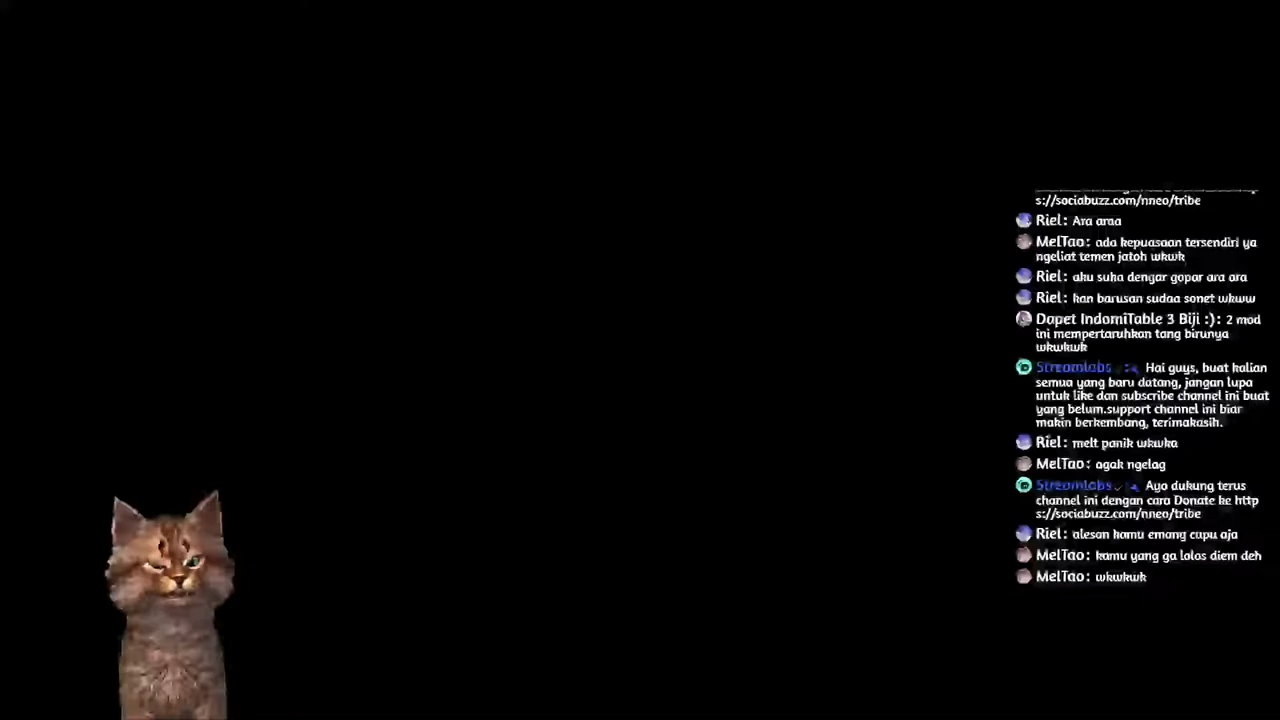 s://sociabuzz.com/nneo/tribe
Riel: Ara araa
MelTao: ada kepuasaan tersendiri ya
ngeliat temen jatoh wkwk
Riel: aku suka dengar gopar ara ara
Riel: kan barusan sudaa sonet wkww
Dapet IndomiTable 3 Biji :): 2 mod
ini mempertaruhkan tang birunya
wkwkwk
Streamlabs : Hai guys, buat kalian
semua yang baru datang, jangan lupa
untuk like dan subscribe channel ini buat
yang belum.support channel ini biar
makin berkembang, terimakasih.
Riel: melt panik wkwka
MelTao: agak ngelag
Streamlabs : Ayo dukung terus
channel ini dengan cara Donate ke http
s://sociabuzz.com/nneo/tribe
Riel: alesan kamu emang cupu aja
MelTao: kamu yang ga lolos diem deh
MelTao: wkwkwk